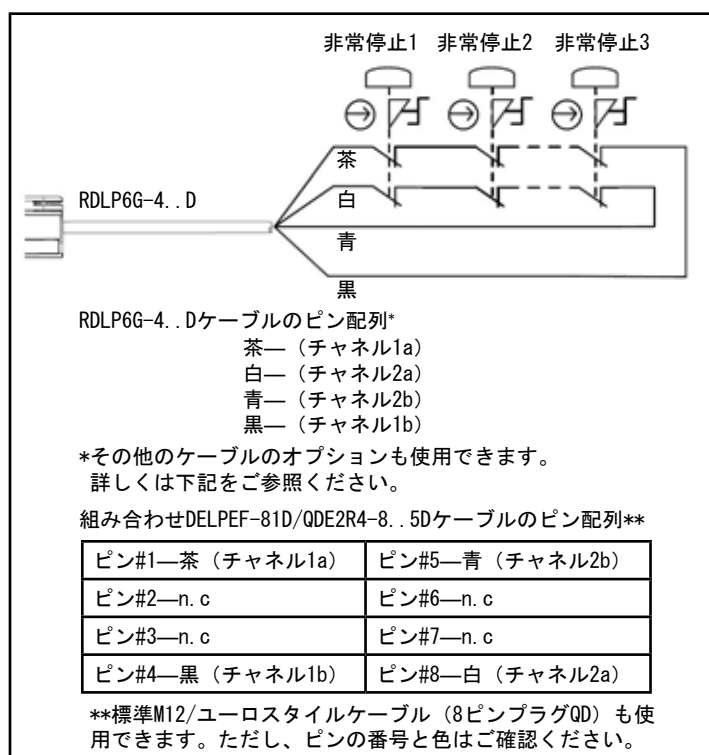 非常停止1 非常停止2 非常停止3
茶
RDLP6G-4..D
白
青
黒
RDLP6G-4..Dケーブルのピン配列*
茶—（チャネル1a）
白—（チャネル2a）
青—（チャネル2b）
黒—（チャネル1b）
*その他のケーブルのオプションも使用できます。
詳しくは下記をご参照ください。
組み合わせDELPEF-81D/QDE2R4-8..5Dケーブルのピン配列**
ピン#1—茶（チャネル1a） ピン#5—青（チャネル2b）
ピン#2—n.c ピン#6—n.c
ピン#3—n.c ピン#7—n.c
ピン#4—黒（チャネル1b） ピン#8—白（チャネル2a）
**標準M12/ユーロスタイルケーブル（8ピンプラグQD）も使
用できます。ただし、ピンの番号と色はご確認ください。